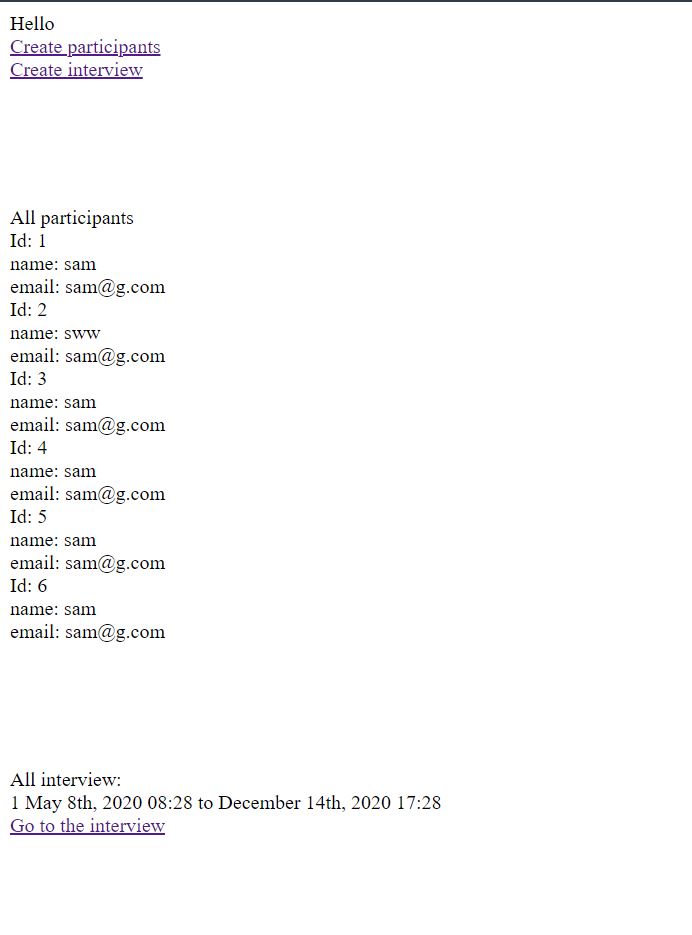 Hello
Create participants
Create interview
All participants
Id: 1
name: sam
email: sam@g.com
Id: 2
name: sww
email: sam@g.com
Id: 3
name: sam
email: sam@g.com
Id: 4
name: sam
email: sam@g.com
Id: 5
name: sam
email: sam@g.com
Id: 6
name: sam
email: sam@g.com
All interview:
1 May 8th, 2020 08:28 to December 14th, 2020 17:28
Go to the interview